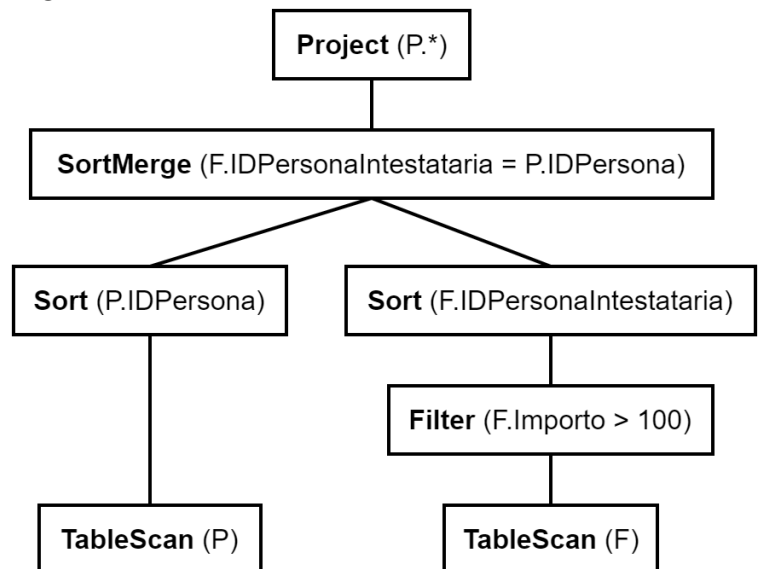 Project (P.*)
SortMerge (F.IDPersonaIntestataria = P.IDPersona)
Sort (P.IDPersona)
Sort (F.IDPersonaIntestataria)
Filter (F.Importo > 100)
TableScan (P)
TableScan (F)